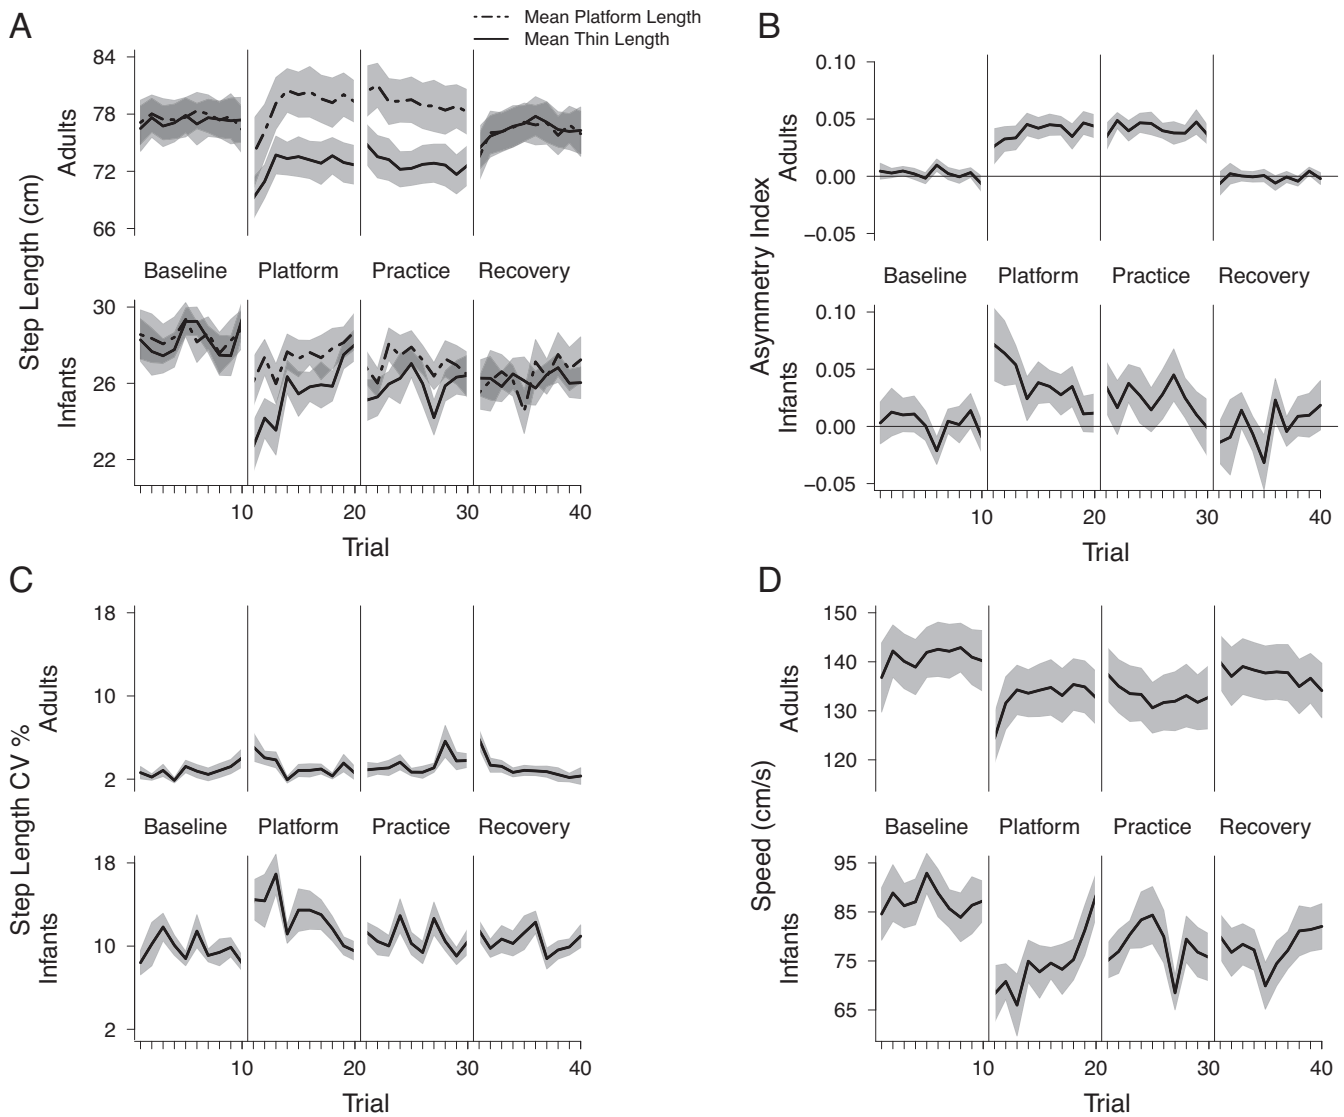 A
Mean Platform Length
Mean Thin Length
84
78
72
66
Adults
Step Length (cm)
Baseline Platform Practice Recovery
30
26
22
Infants
10 20 30 40
Trial
B
0.10
0.05
0.00
−0.05
Adults
Asymmetry Index
Baseline Platform Practice Recovery
0.10
0.05
0.00
−0.05
Infants
10 20 30 40
Trial
C
18
10
2
Adults
Step Length CV %
Baseline Platform Practice Recovery
18
10
2
Infants
10 20 30 40
Trial
D
150
140
130
120
Adults
Speed (cm/s)
Baseline Platform Practice Recovery
95
85
75
65
Infants
10 20 30 40
Trial